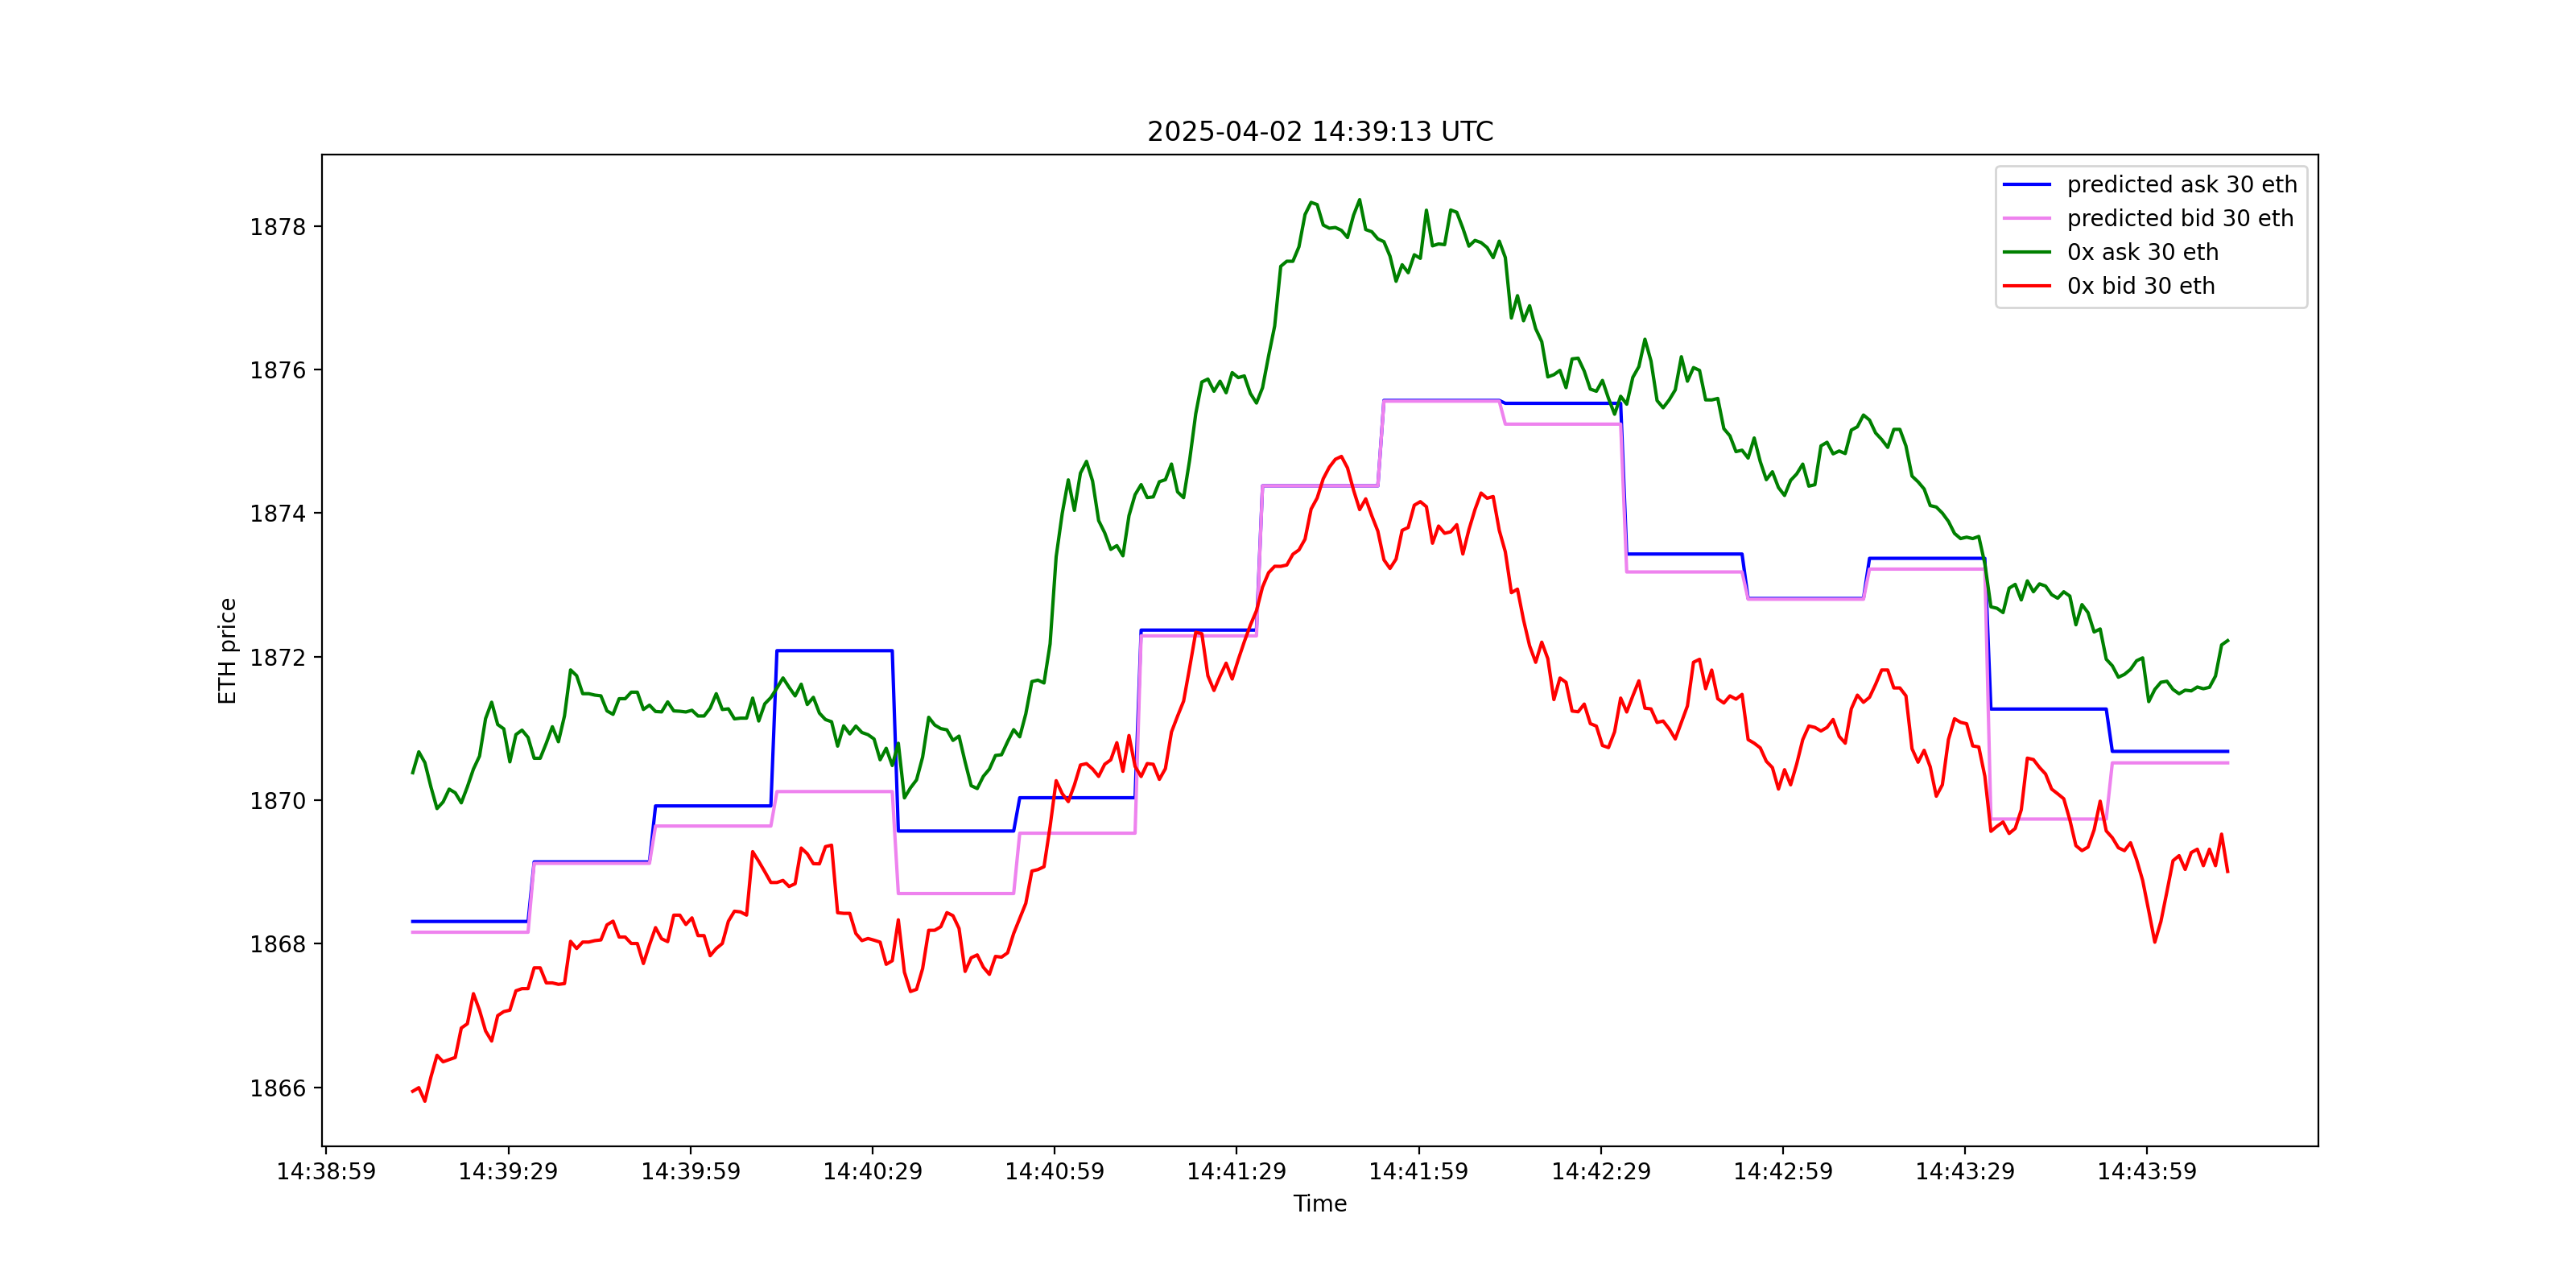 2025-04-02 14:39:13 UTC
predicted ask 30 eth
predicted bid 30 eth
0x ask 30 eth
0x bid 30 eth
ETH price
1878
1876
1874
1872
1870
1868
1866
14:38:59 14:39:29 14:39:59 14:40:29 14:40:59 14:41:29 14:41:59 14:42:29 14:42:59 14:43:29 14:43:59
Time